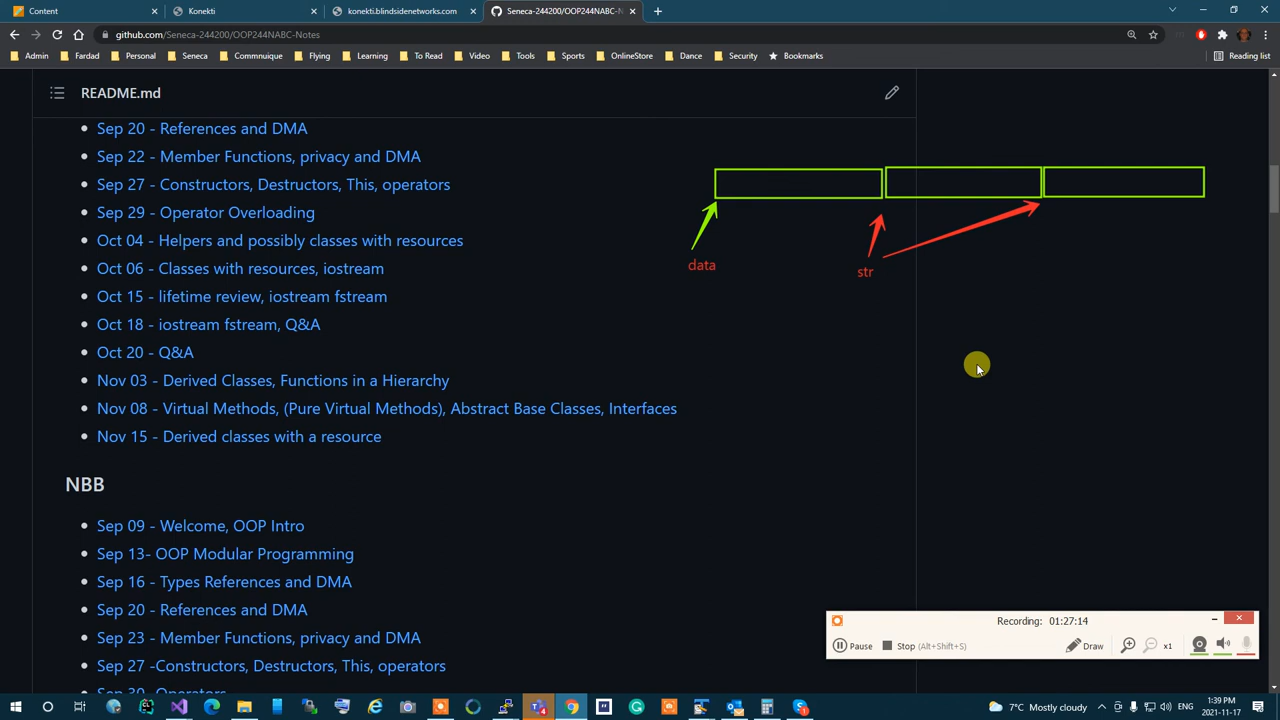 Content
Konekti
konekti.blindsidenetworks.com
Seneca-244200/OOP244NABC-N
github.com/Seneca-244200/OOP244NABC-Notes
Admin
Fardad
Personal
Seneca
Commnuique
Flying
Learning
To Read
Video
Tools
Sports
OnlineStore
Dance
Security
Bookmarks
Reading list
README.md
Sep 20 - References and DMA
Sep 22 - Member Functions, privacy and DMA
Sep 27 - Constructors, Destructors, This, operators
Sep 29 - Operator Overloading
Oct 04 - Helpers and possibly classes with resources
Oct 06 - Classes with resources, iostream
Oct 15 - lifetime review, iostream fstream
Oct 18 - iostream fstream, Q&A
Oct 20 - Q&A
Nov 03 - Derived Classes, Functions in a Hierarchy
Nov 08 - Virtual Methods, (Pure Virtual Methods), Abstract Base Classes, Interfaces
Nov 15 - Derived classes with a resource
data
str
NBB
Sep 09 - Welcome, OOP Intro
Sep 13- OOP Modular Programming
Sep 16 - Types References and DMA
Sep 20 - References and DMA
Sep 23 - Member Functions, privacy and DMA
Sep 27 -Constructors, Destructors, This, operators
Sep 30 -Operators
Recording: 01:27:14
Pause
Stop (Alt+Shift+S)
Draw
x1
7°C Mostly cloudy
ENG
1:39 PM
2021-11-17